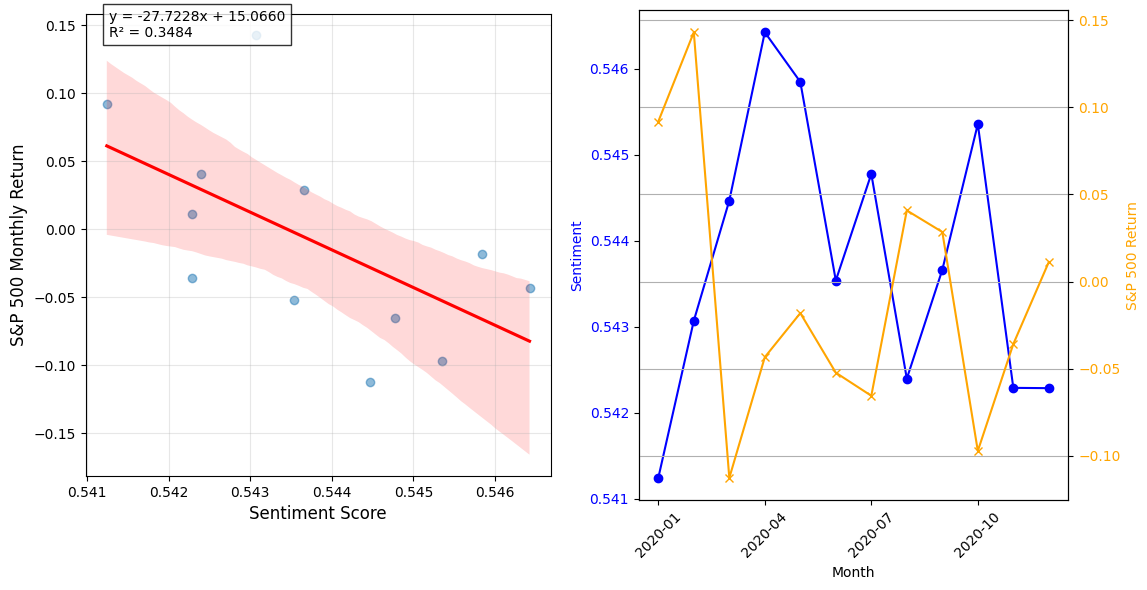 y = -27.7228x + 15.0660
R² = 0.3484
0.15
0.10
0.05
0.00
−0.05
−0.10
−0.15
S&P 500 Monthly Return
0.541 0.542 0.543 0.544 0.545 0.546
Sentiment Score
0.546
0.545
0.544
0.543
0.542
0.541
Sentiment
0.15
0.10
0.05
0.00
−0.05
−0.10
S&P 500 Return
2020-01 2020-04 2020-07 2020-10
Month